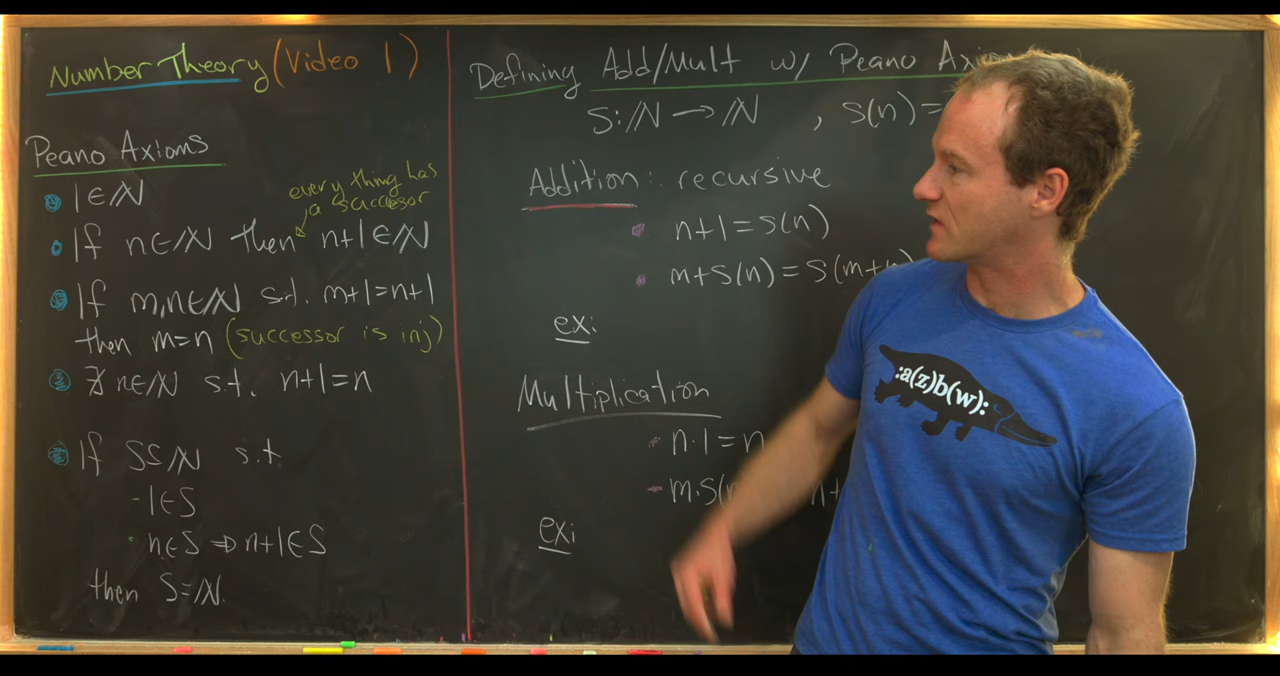 Number Theory (Video 1)
Peano Axioms
• 1∈ℕ
every thing has
a successor
• If n∈ℕ then n+1∈ℕ
• If m,n∈ℕ s.t. m+1=n+1
then m=n (successor is inj)
• ∄ n∈ℕ s.t. n+1=n
• If S⊆ℕ s.t
- 1∈S
· n∈S ⇒ n+1∈S
then S=ℕ.
Defining Add/Mult w/ Peano
S:ℕ→ℕ , S(n)=
Addition: recursive
• n+1=S(n)
• m+S(n)=S(m+
ex:
Multiplication
• n·1=n
• m·S(
ex:
:a(z)b(w):